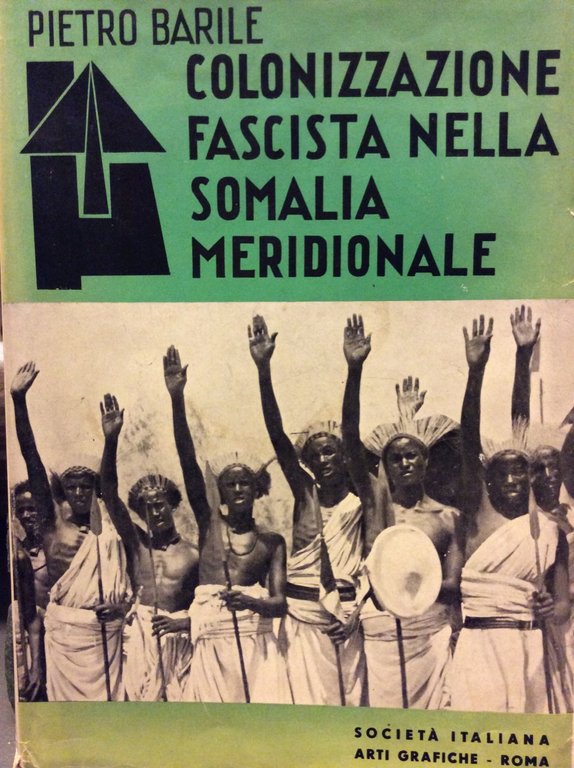 PIETRO BARILE
COLONIZZAZIONE
FASCISTA NELLA
SOMALIA
MERIDIONALE
SOCIETÀ ITALIANA
ARTI GRAFICHE - ROMA